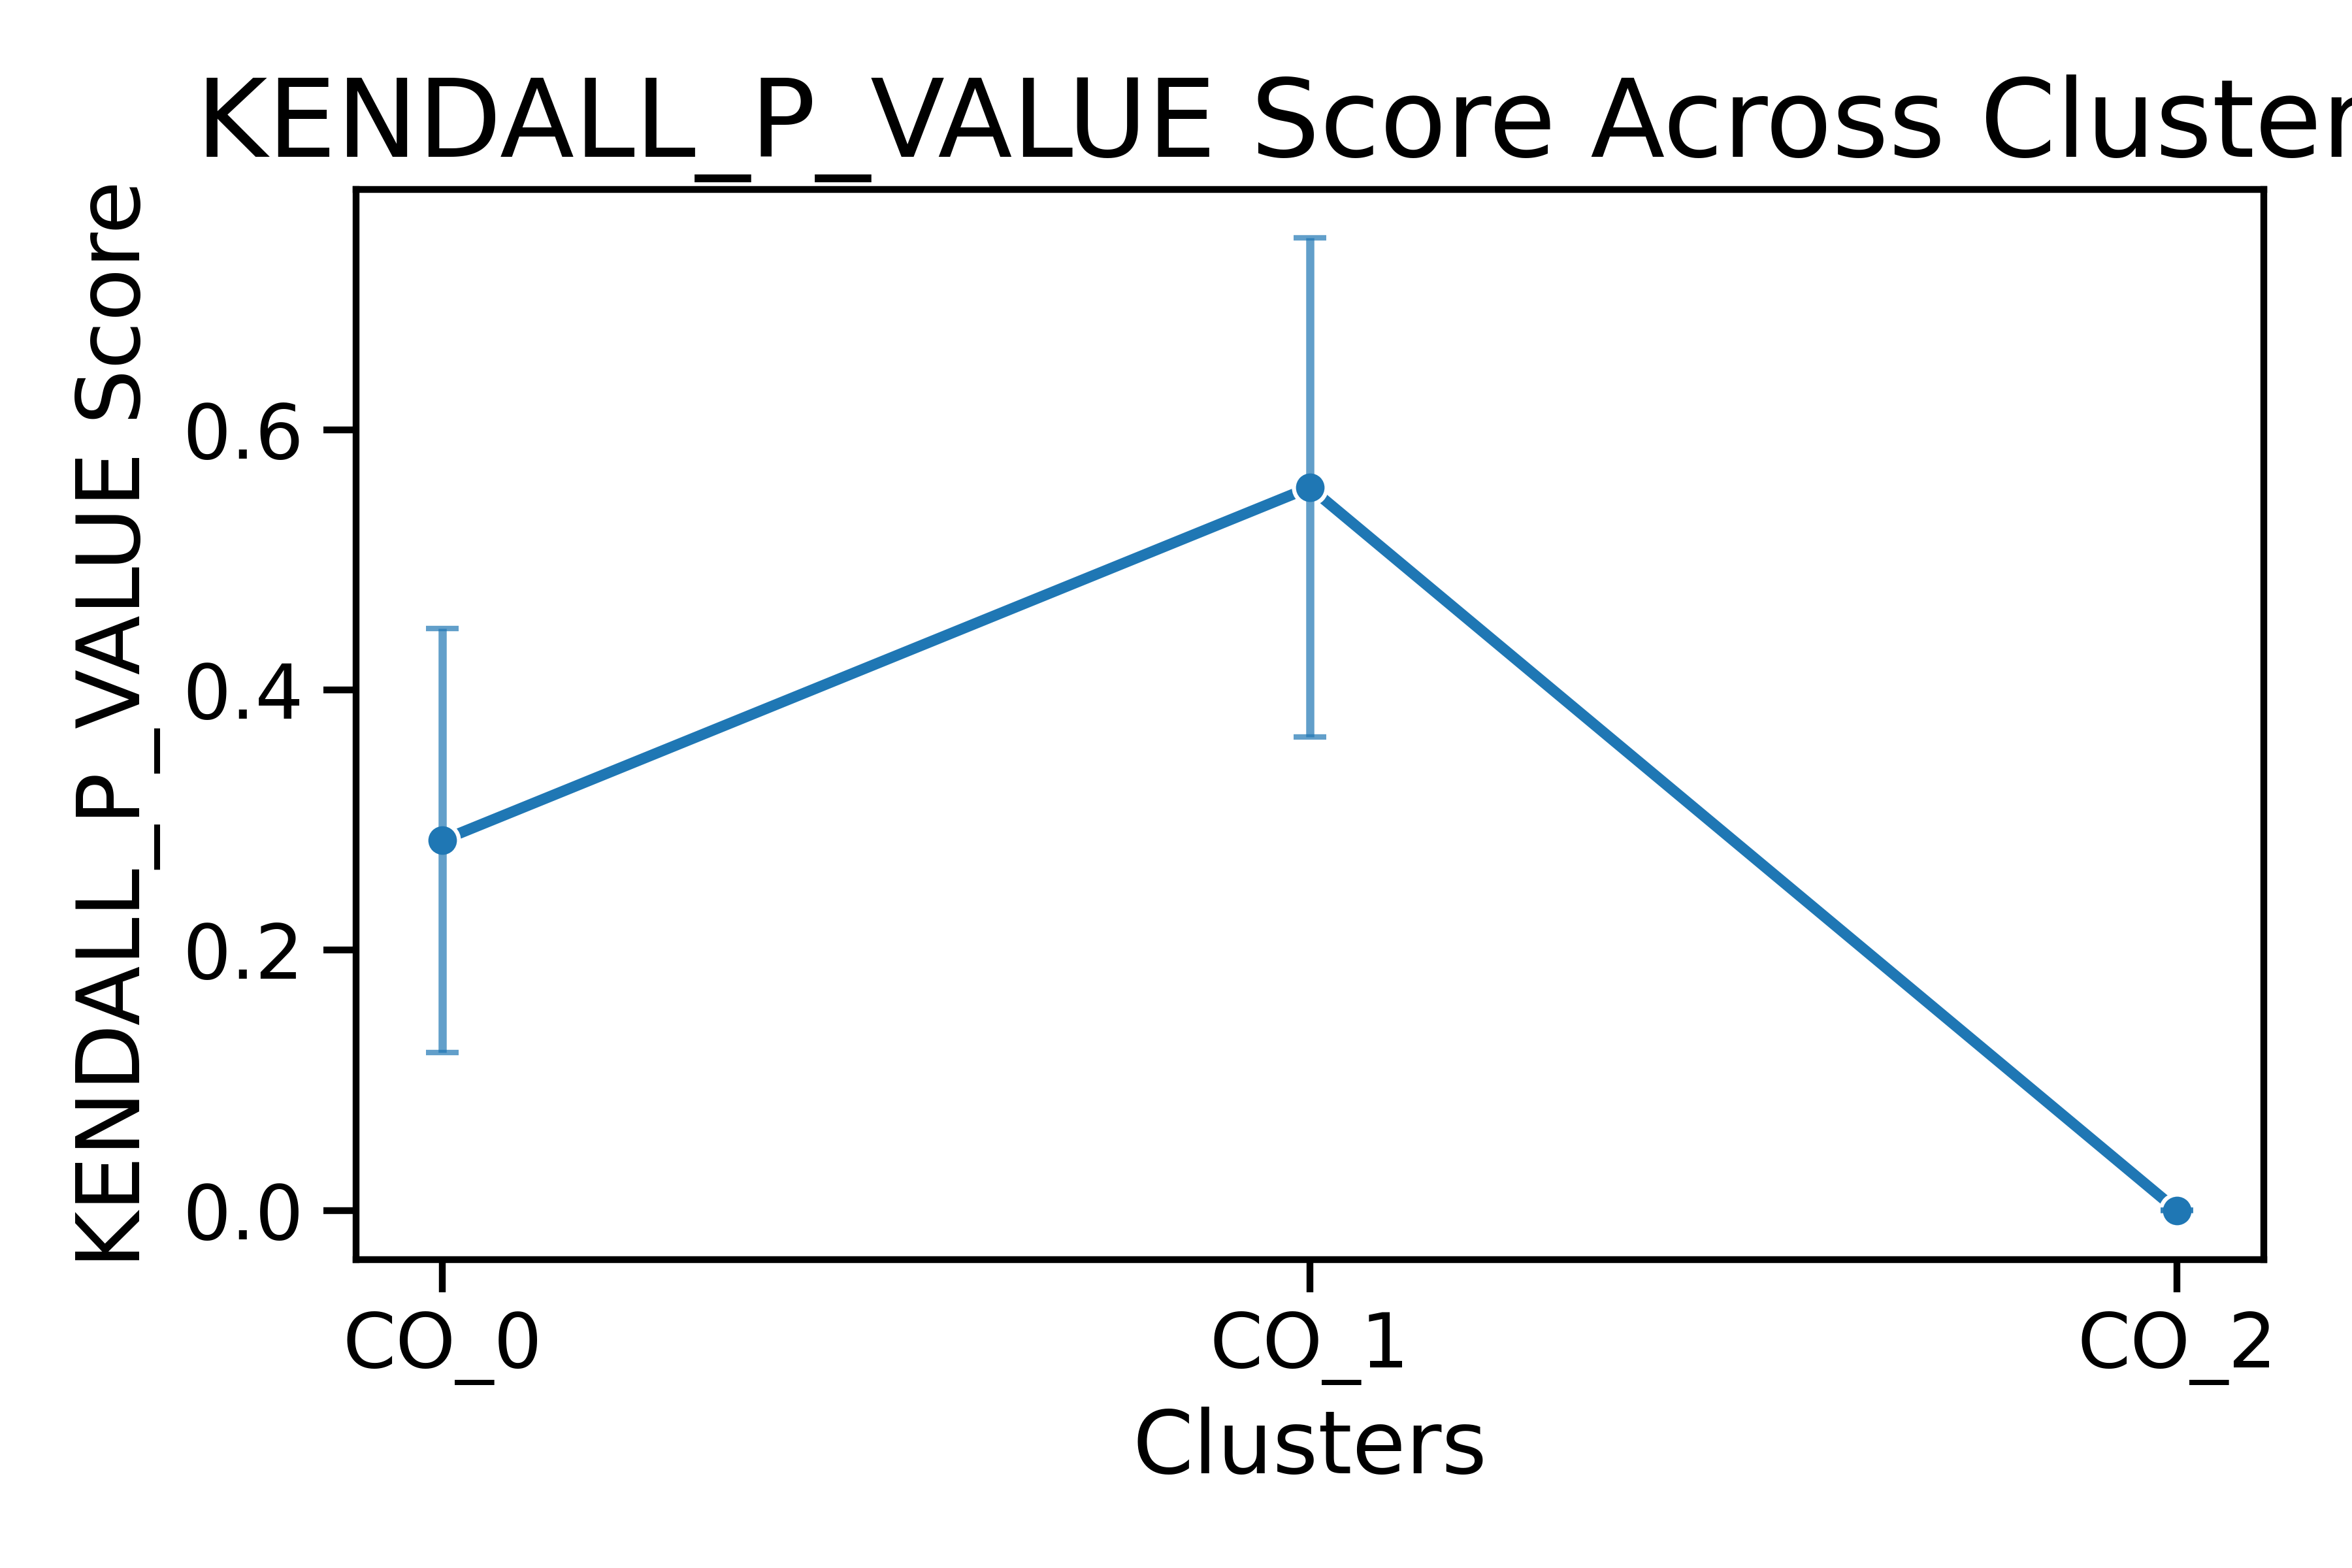 KENDALL_P_VALUE Score Across Cluster
KENDALL_P_VALUE Score
0.6
0.4
0.2
0.0
CO_0 CO_1 CO_2
Clusters